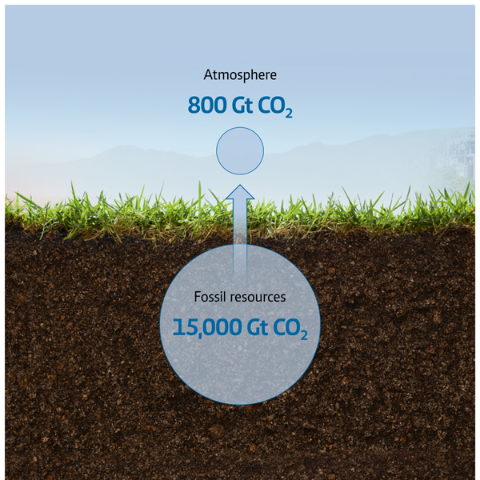 Atmosphere
800 Gt CO₂
Fossil resources
15,000 Gt CO₂